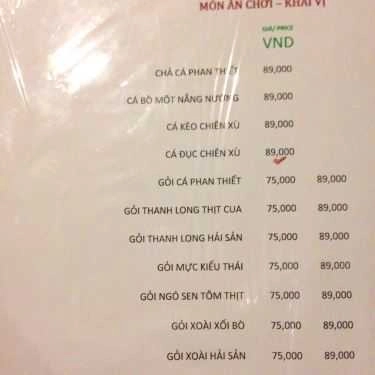 MÓN ĂN CHƠI – KHAI VỊ
GIÁ/ PRICE
VND
CHẢ CÁ PHAN THIẾT 89,000
CÁ BÒ MỘT NẮNG NƯỚNG 89,000
CÁ KÈO CHIÊN XÙ 89,000
CÁ ĐỤC CHIÊN XÙ 89,000
GỎI CÁ PHAN THIẾT 75,000 89,000
GỎI THANH LONG THỊT CUA 75,000 89,000
GỎI THANH LONG HẢI SẢN 75,000 89,000
GỎI MỰC KIỂU THÁI 75,000 89,000
GỎI NGÓ SEN TÔM THỊT 75,000 89,000
GỎI XOÀI XỐI BÒ 75,000 89,000
GỎI XOÀI HẢI SẢN 75,000 89,000